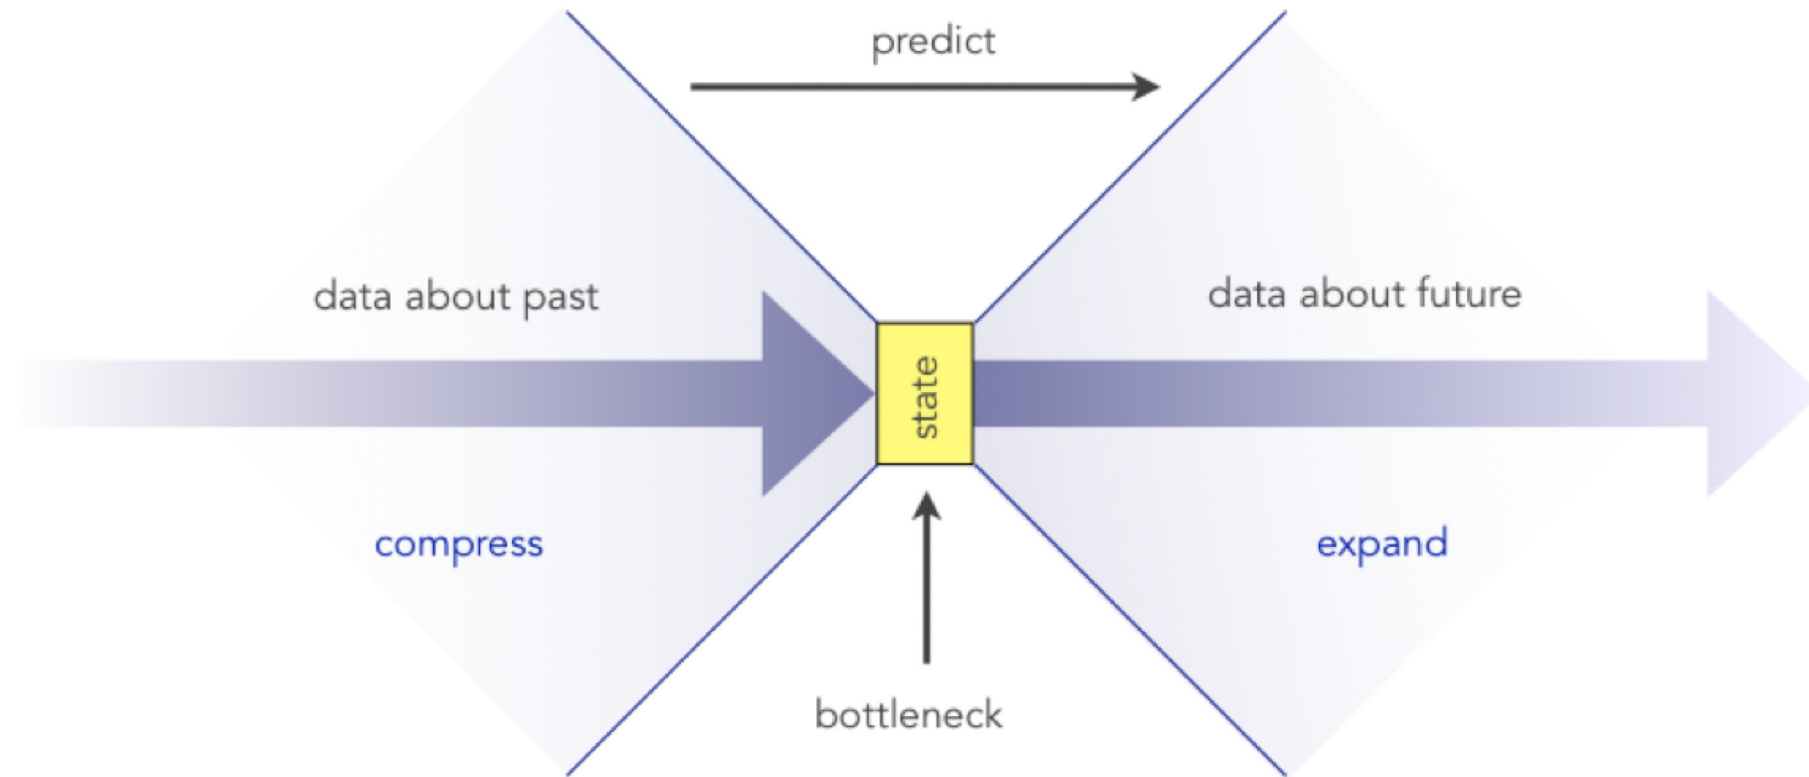 predict
data about past
data about future
state
compress
expand
bottleneck